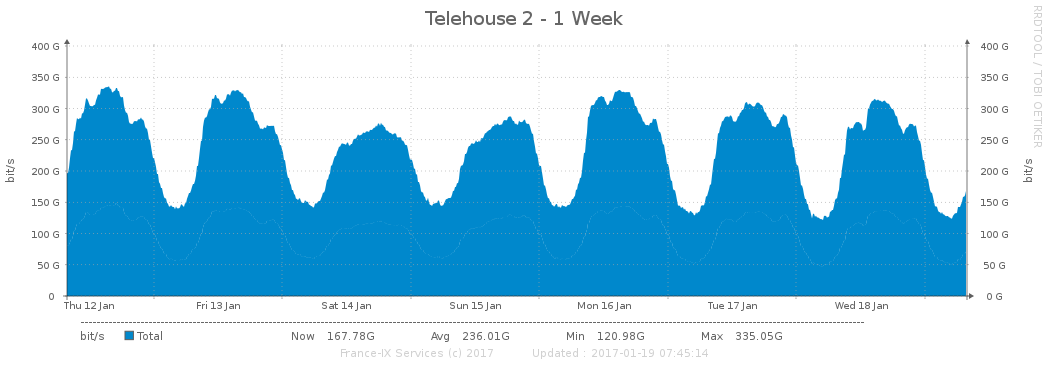 Telehouse 2 - 1 Week
RRDTOOL / TOBI OETIKER
400 G 400 G
350 G 350 G
300 G 300 G
250 G 250 G
200 G 200 G
150 G 150 G
100 G 100 G
50 G 50 G
0 0 G
bit/s bit/s
Thu 12 Jan Fri 13 Jan Sat 14 Jan Sun 15 Jan Mon 16 Jan Tue 17 Jan Wed 18 Jan
bit/s Total Now 167.78G Avg 236.01G Min 120.98G Max 335.05G
France-IX Services (c) 2017 Updated : 2017-01-19 07:45:14